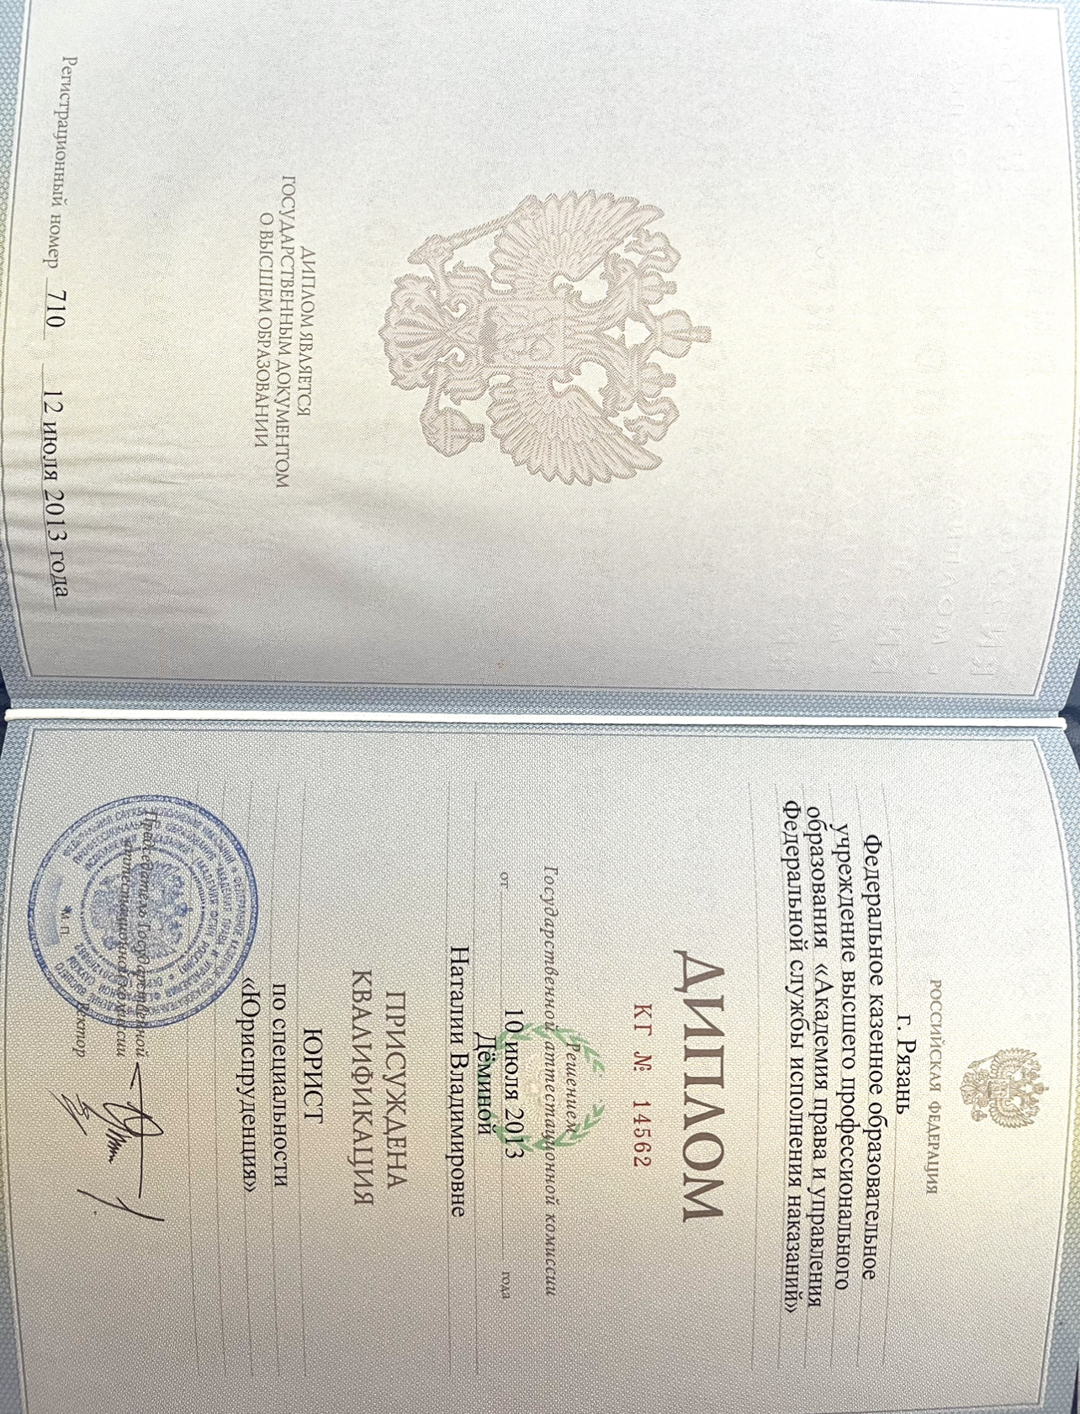 ДИПЛОМ ЯВЛЯЕТСЯ
ГОСУДАРСТВЕННЫМ ДОКУМЕНТОМ
О ВЫСШЕМ ОБРАЗОВАНИИ
Регистрационный номер 710 12 июля 2013 года
РОССИЙСКАЯ ФЕДЕРАЦИЯ
г. Рязань
Федеральное казенное образовательное
учреждение высшего профессионального
образования «Академия права и управления
Федеральной службы исполнения наказаний»
ДИПЛОМ
КГ № 14562
Решением
Государственной аттестационной комиссии
от 10 июля 2013 года
Дёминой
Наталии Владимировне
ПРИСУЖДЕНА
КВАЛИФИКАЦИЯ
ЮРИСТ
по специальности
«Юриспруденция»
Председатель Государственной
аттестационной комиссии
Ректор
М. П.